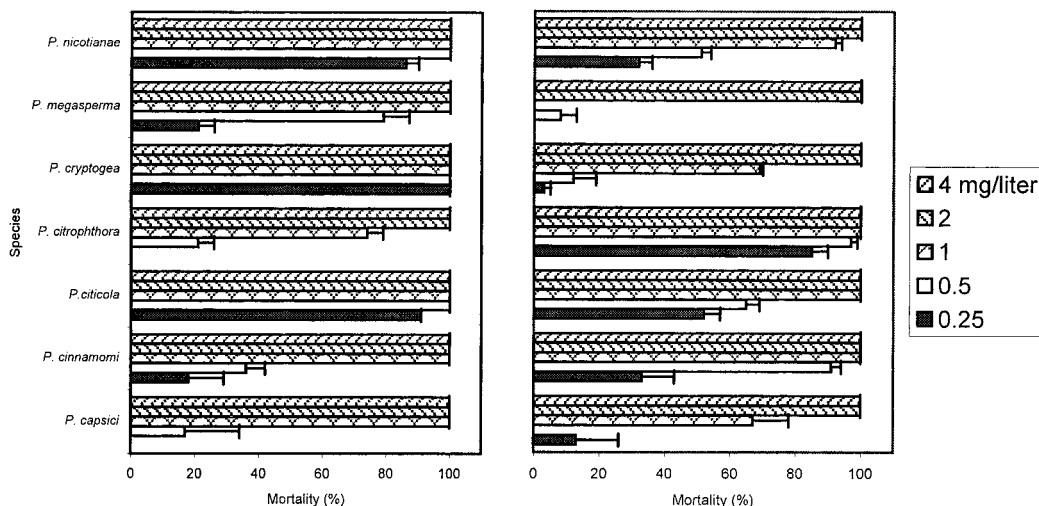 Species
P. nicotianae
P. megasperma
P. cryptogea
P. citrophthora
P.citicola
P. cinnamomi
P. capsici
0 20 40 60 80 100
Mortality (%)
0 20 40 60 80 100
Mortality (%)
4 mg/liter
2
1
0.5
0.25